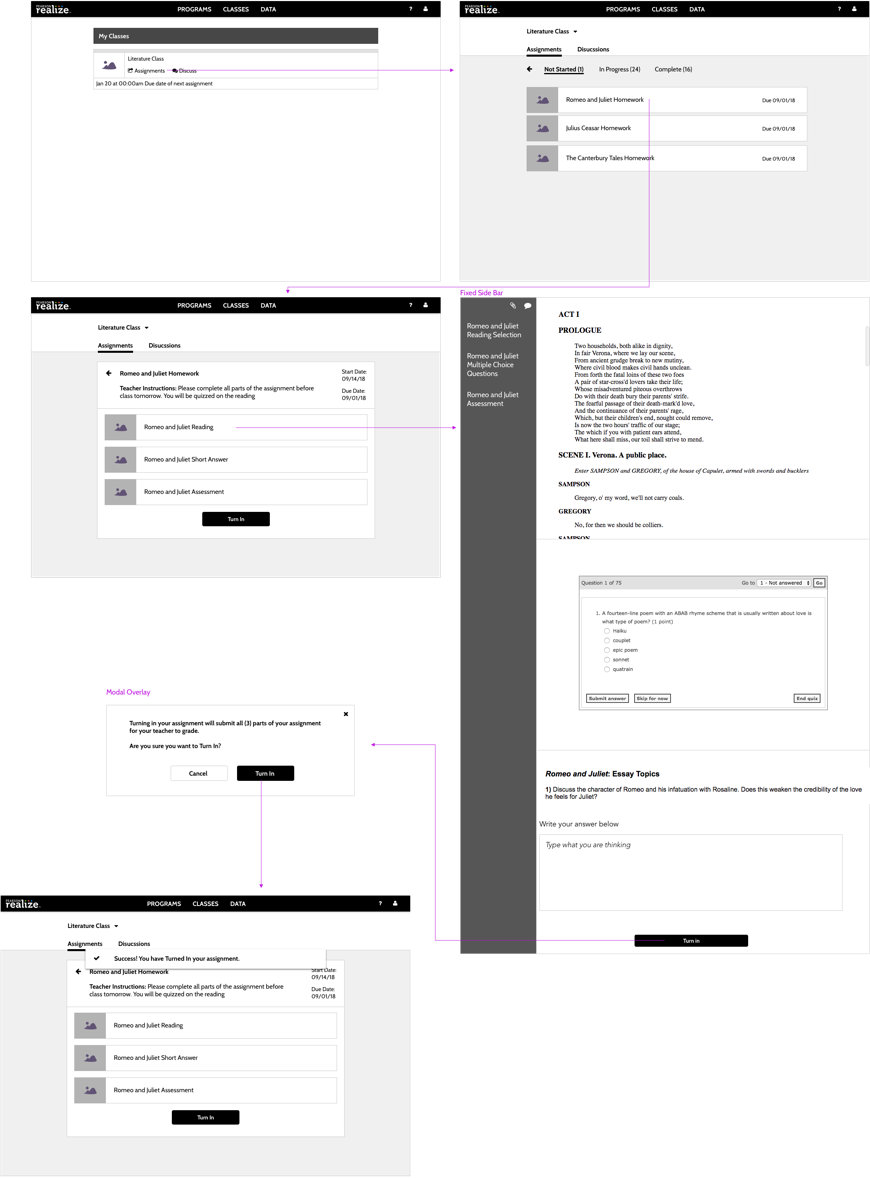 PEARSON
realize.
PROGRAMS CLASSES DATA
?
My Classes
Literature Class
Assignments Discuss
Jan 20 at 00:00am Due date of next assignment
PEARSON
realize.
PROGRAMS CLASSES DATA
?
Literature Class
Assignments Disucssions
Not Started (1) In Progress (24) Complete (16)
Romeo and Juliet Homework Due 09/01/18
Julius Ceasar Homework Due 09/01/18
The Canterbury Tales Homework Due 09/01/18
PEARSON
realize.
PROGRAMS CLASSES DATA
?
Literature Class
Assignments Disucssions
Romeo and Juliet Homework
Start Date:
09/14/18
Teacher Instructions: Please complete all parts of the assignment before
class tomorrow. You will be quizzed on the reading
Due Date:
09/01/18
Romeo and Juliet Reading
Romeo and Juliet Short Answer
Romeo and Juliet Assessment
Turn In
Fixed Side Bar
Romeo and Juliet
Reading Selection
Romeo and Juliet
Multiple Choice
Questions
Romeo and Juliet
Assessment
ACT I
PROLOGUE
Two households, both alike in dignity,
In fair Verona, where we lay our scene,
From ancient grudge break to new mutiny,
Where civil blood makes civil hands unclean.
From forth the fatal loins of these two foes
A pair of star-cross'd lovers take their life;
Whose misadventured piteous overthrows
Do with their death bury their parents' strife.
The fearful passage of their death-mark'd love,
And the continuance of their parents' rage,
Which, but their children's end, nought could remove,
Is now the two hours' traffic of our stage;
The which if you with patient ears attend,
What here shall miss, our toil shall strive to mend.
SCENE I. Verona. A public place.
Enter SAMPSON and GREGORY, of the house of Capulet, armed with swords and bucklers
SAMPSON
Gregory, o' my word, we'll not carry coals.
GREGORY
No, for then we should be colliers.
SAMPSON
Question 1 of 75 Go to 1 - Not answered Go
1. A fourteen-line poem with an ABAB rhyme scheme that is usually written about love is
what type of poem? (1 point)
Haiku
couplet
epic poem
sonnet
quatrain
Submit answer Skip for now End quiz
Romeo and Juliet: Essay Topics
1) Discuss the character of Romeo and his infatuation with Rosaline. Does this weaken the credibility of the love
he feels for Juliet?
Write your answer below
Type what you are thinking
Turn in
Modal Overlay
Turning in your assignment will submit all (3) parts of your assignment
for your teacher to grade.
Are you sure you want to Turn In?
Cancel Turn In
PEARSON
realize.
PROGRAMS CLASSES DATA
?
Literature Class
Assignments Disucssions
Success! You have Turned In your assignment.
Romeo and Juliet Homework
Start Date:
09/14/18
Teacher Instructions: Please complete all parts of the assignment before
class tomorrow. You will be quizzed on the reading
Due Date:
09/01/18
Romeo and Juliet Reading
Romeo and Juliet Short Answer
Romeo and Juliet Assessment
Turn In